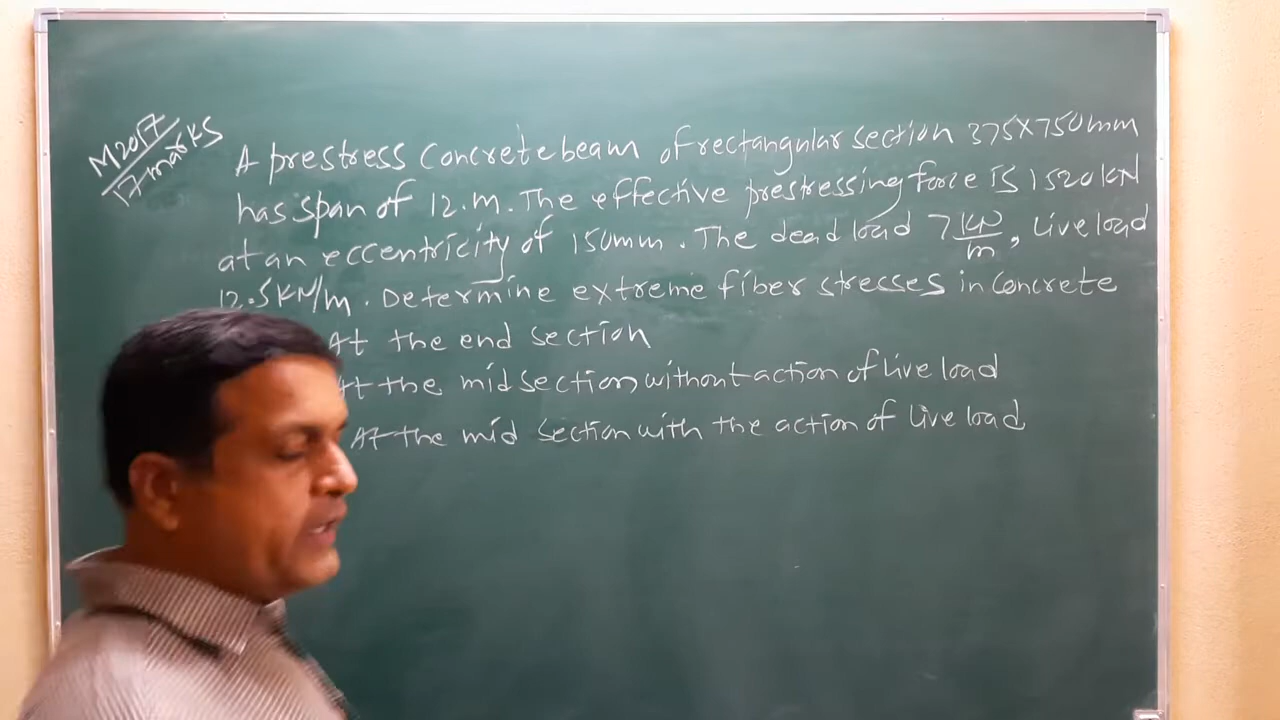 M2017
17 marks
A prestress concrete beam of rectangular section 375x750mm
has span of 12.m. The effective prestressing force is 1520KN
at an eccentricity of 150mm. The dead load 7 KN/m, Live load
12.5KN/m. Determine extreme fiber stresses in concrete
At the end section
At the mid section, without action of live load
At the mid section with the action of live load